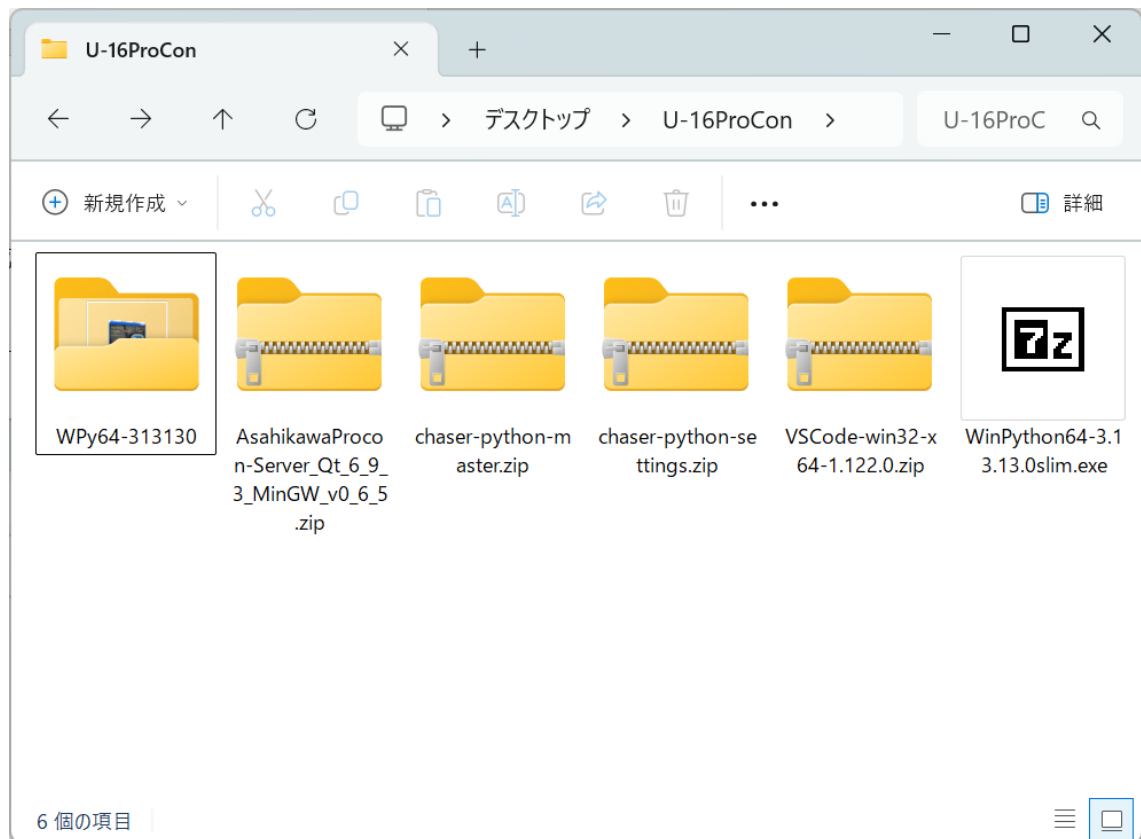 U-16ProCon
デスクトップ
U-16ProCon
U-16ProC
新規作成
詳細
WPy64-313130
AsahikawaProco
n-Server_Qt_6_9_
3_MinGW_v0_6_5
.zip
chaser-python-m
aster.zip
chaser-python-se
ttings.zip
VSCode-win32-x
64-1.122.0.zip
7z
WinPython64-3.1
3.13.0slim.exe
6 個の項目